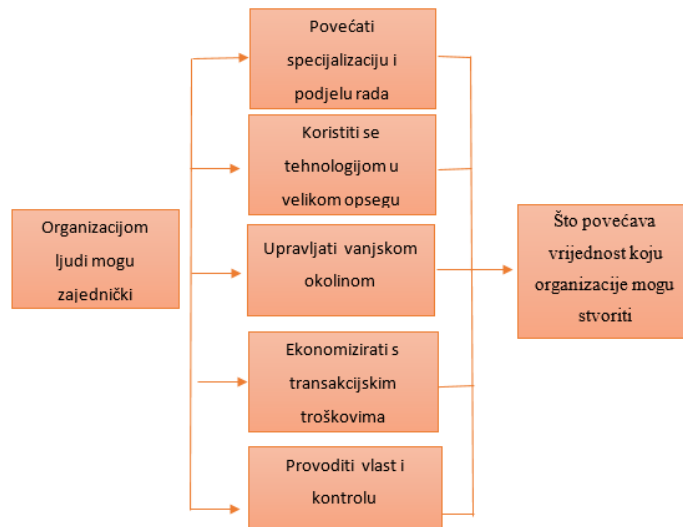 Organizacijom
ljudi mogu
zajednički
Povećati
specijalizaciju i
podjelu rada
Koristiti se
tehnologijom u
velikom opsegu
Upravljati vanjskom
okolinom
Ekonomizirati s
transakcijskim
troškovima
Provoditi vlast i
kontrolu
Što povećava
vrijednost koju
organizacije mogu
stvoriti